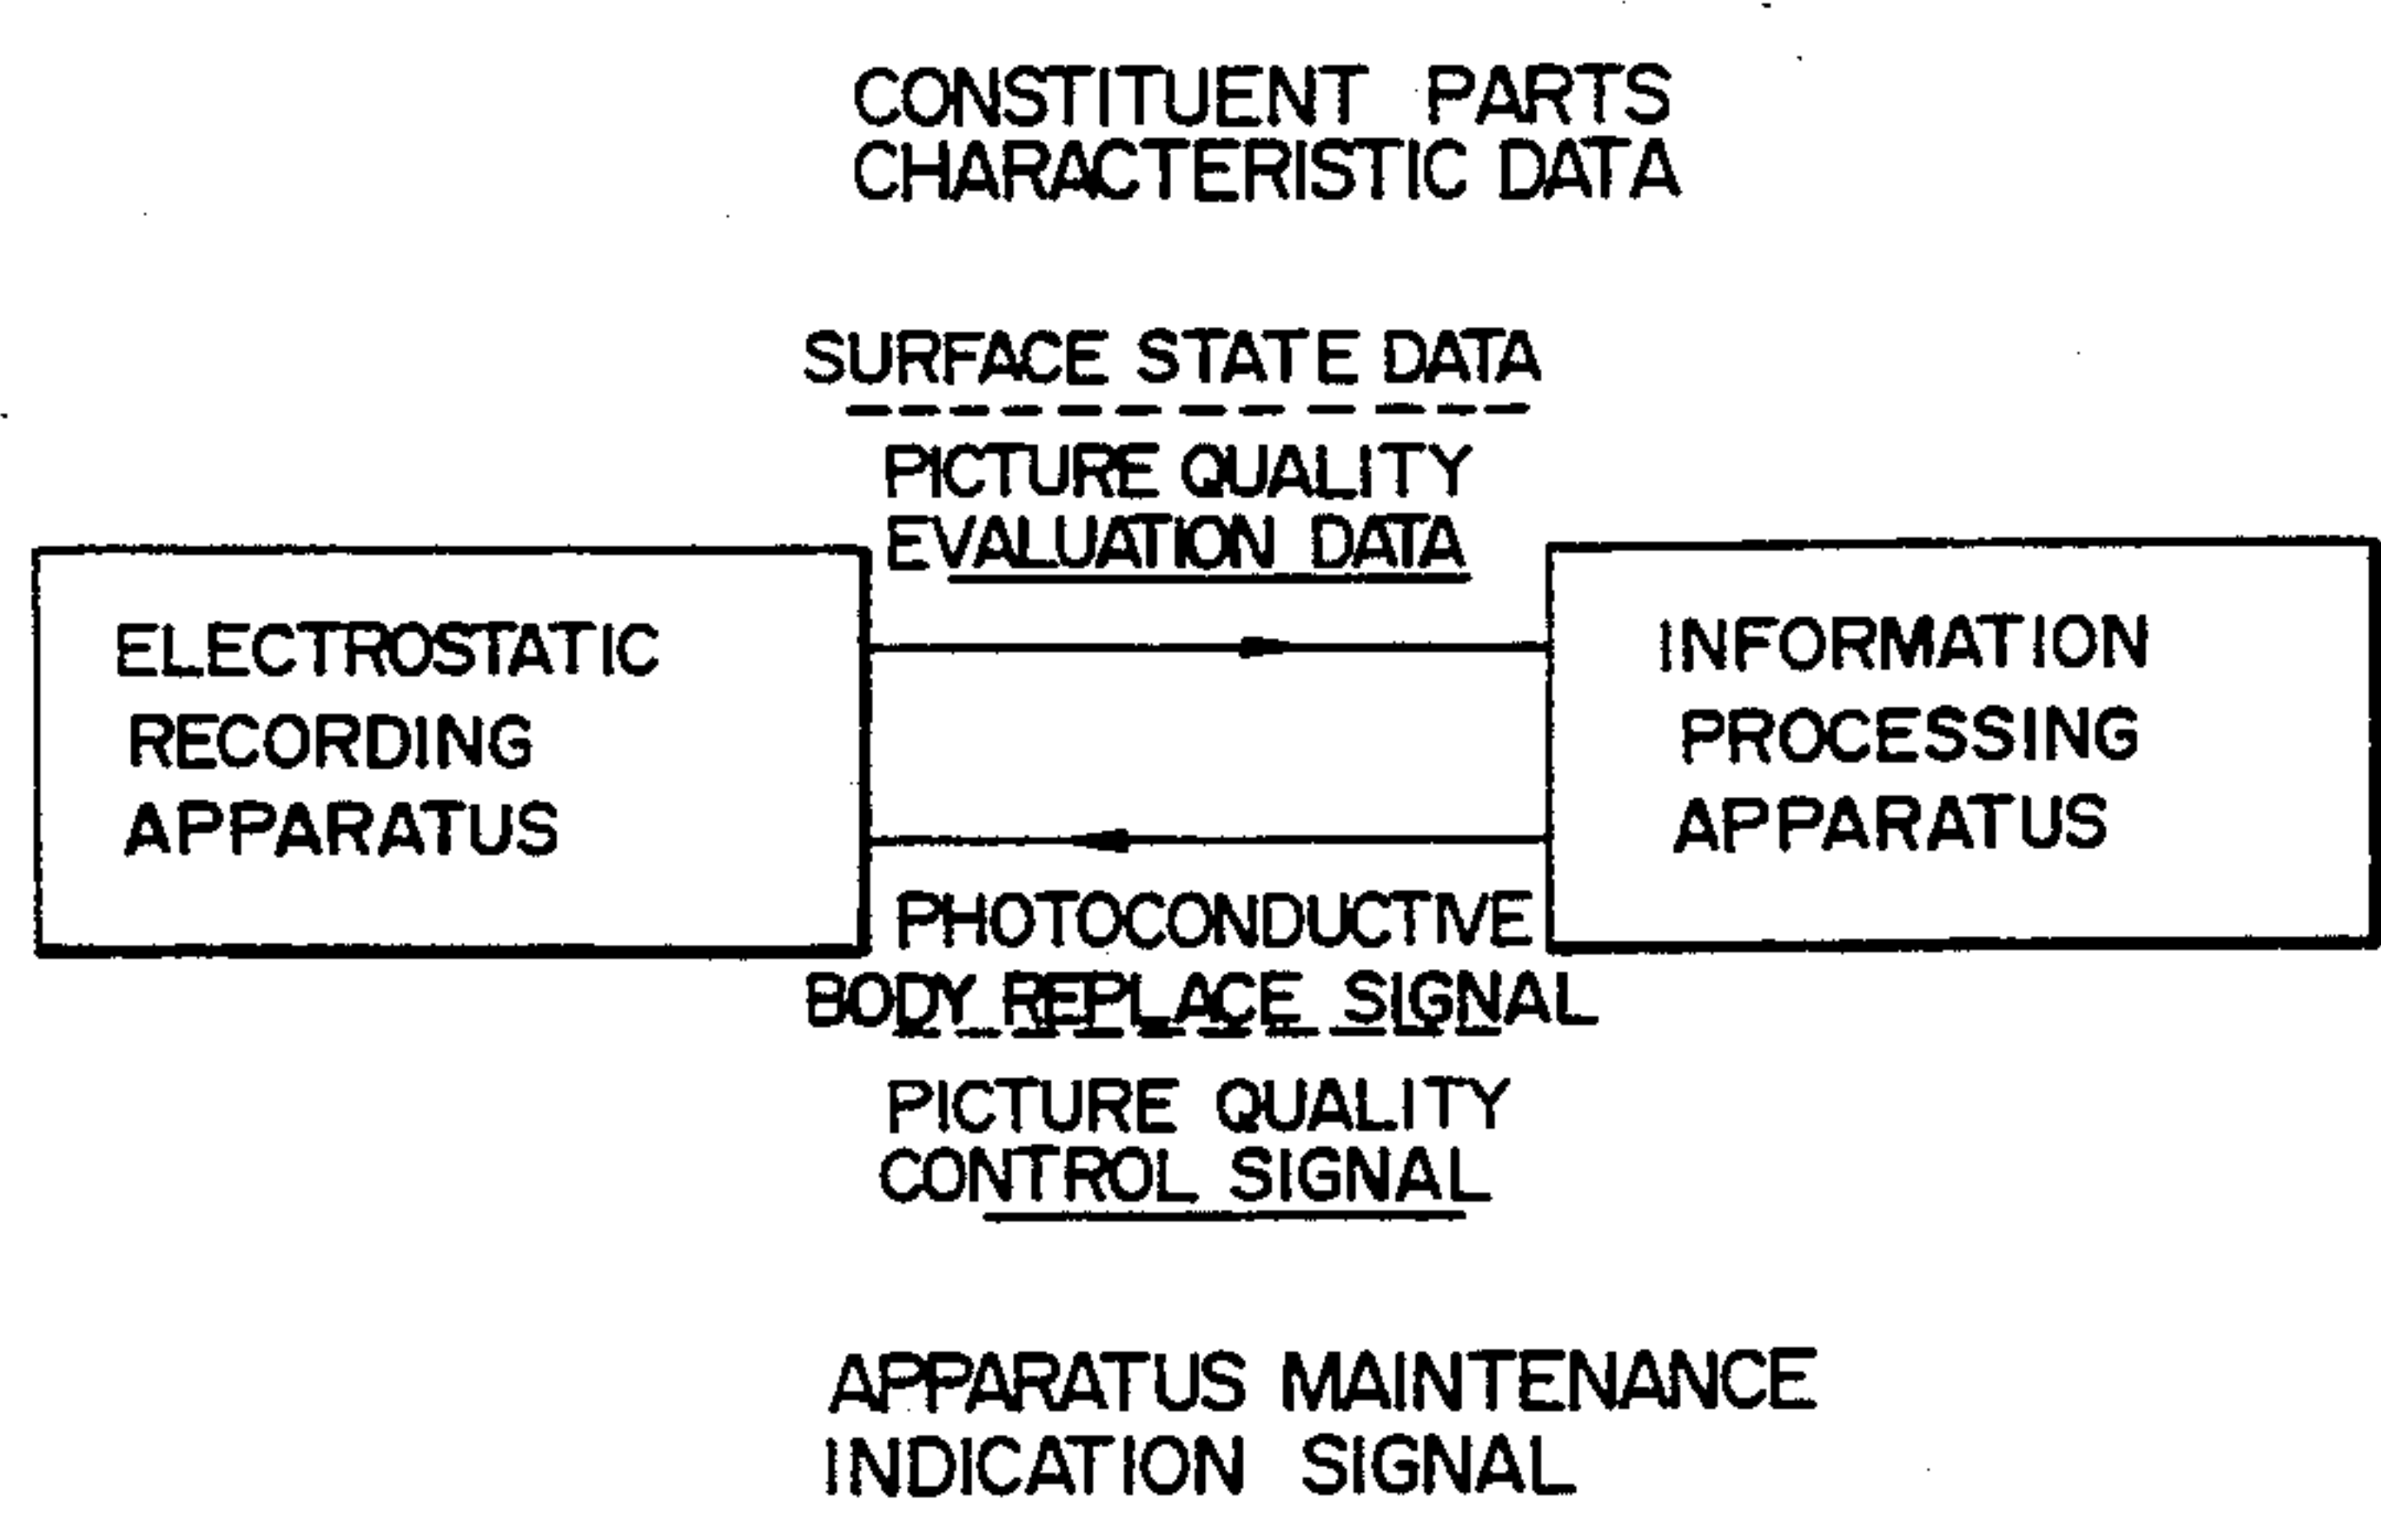 CONSTITUENT PARTS
CHARACTERISTIC DATA
SURFACE STATE DATA
PICTURE QUALITY
EVALUATION DATA
ELECTROSTATIC
RECORDING
APPARATUS
INFORMATION
PROCESSING
APPARATUS
PHOTOCONDUCTIVE
BODY REPLACE SIGNAL
PICTURE QUALITY
CONTROL SIGNAL
APPARATUS MAINTENANCE
INDICATION SIGNAL